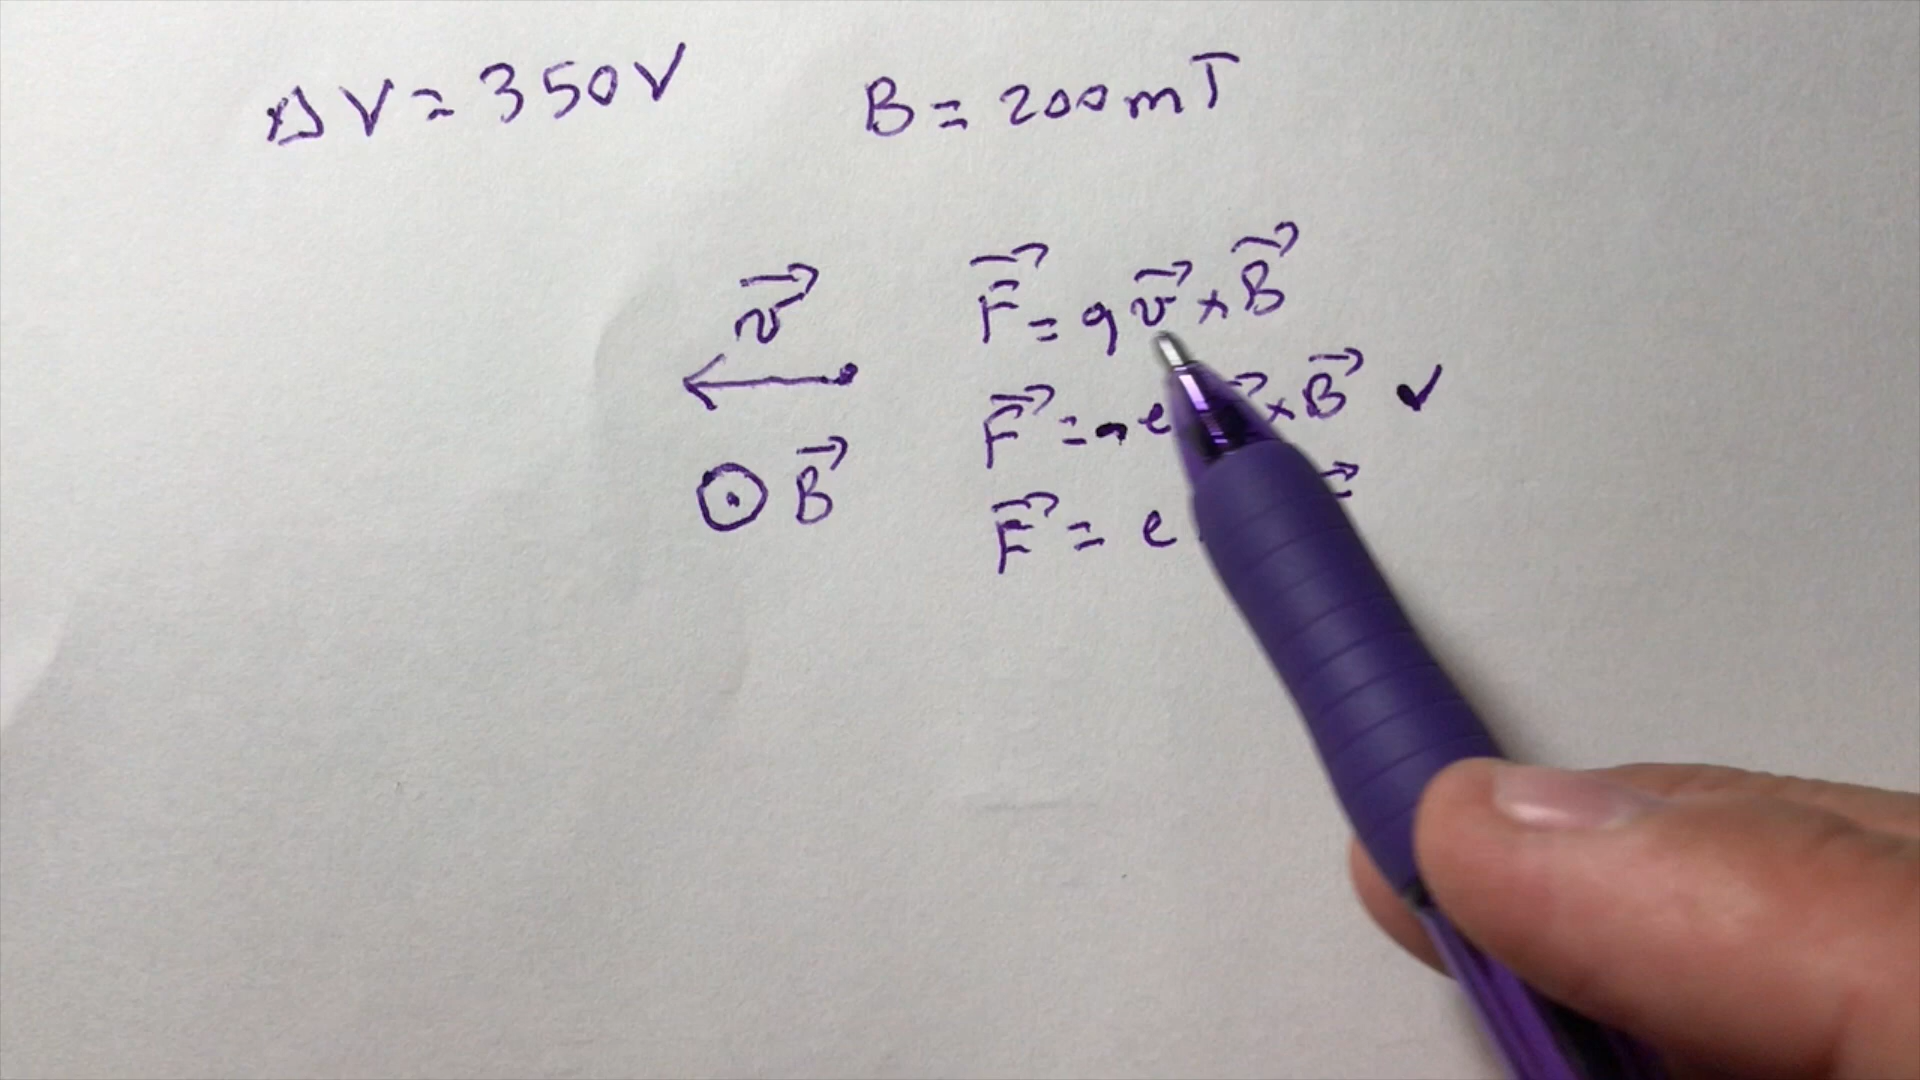 ΔV = 350V B = 200mT
v⃗ F⃗ = qv⃗ × B⃗
F⃗ = -e × B⃗ ✓
⊙ B⃗ F⃗ = e